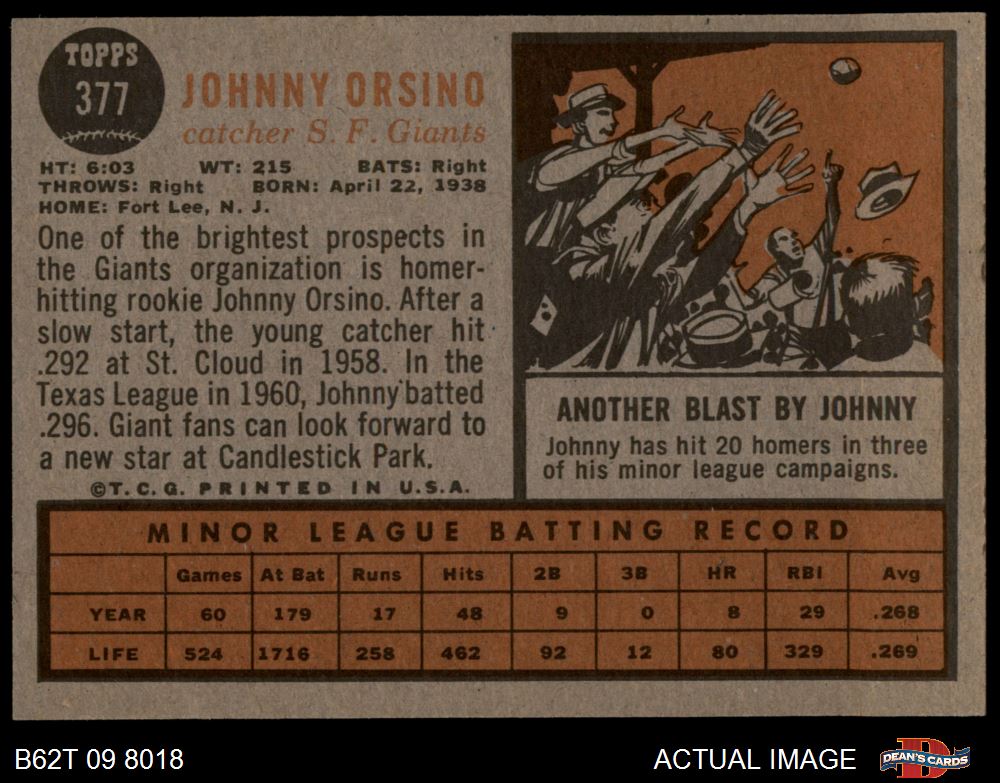 TOPPS
377
JOHNNY ORSINO
catcher S. F. Giants
HT: 6:03 WT: 215 BATS: Right
THROWS: Right BORN: April 22, 1938
HOME: Fort Lee, N. J.
One of the brightest prospects in
the Giants organization is homer-
hitting rookie Johnny Orsino. After a
slow start, the young catcher hit
.292 at St. Cloud in 1958. In the
Texas League in 1960, Johnny batted
.296. Giant fans can look forward to
a new star at Candlestick Park.
©T.C.G. PRINTED IN U.S.A.
ANOTHER BLAST BY JOHNNY
Johnny has hit 20 homers in three
of his minor league campaigns.
MINOR LEAGUE BATTING RECORD
Games At Bat Runs Hits 2B 3B HR RBI Avg
YEAR 60 179 17 48 9 0 8 29 .268
LIFE 524 1716 258 462 92 12 80 329 .269
B62T 09 8018
ACTUAL IMAGE
DEAN'S CARDS